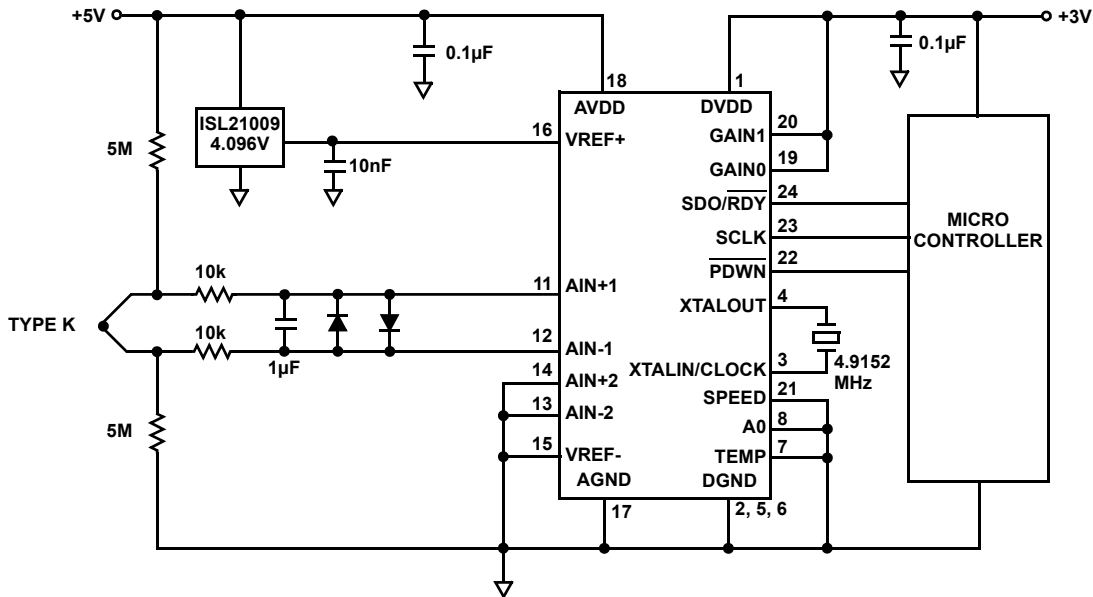 +5V
+3V
0.1µF
0.1µF
18
1
AVDD
DVDD
ISL21009
4.096V
16
VREF+
10nF
GAIN1
20
GAIN0
19
5M
SDO/RDY
24
SCLK
23
PDWN
22
MICRO
CONTROLLER
10k
11
AIN+1
XTALOUT
4
TYPE K
10k
1µF
12
AIN-1
14
AIN+2
13
AIN-2
15
VREF-
XTALIN/CLOCK
3
4.9152
MHz
SPEED
21
A0
8
TEMP
7
5M
AGND
DGND
17
2, 5, 6